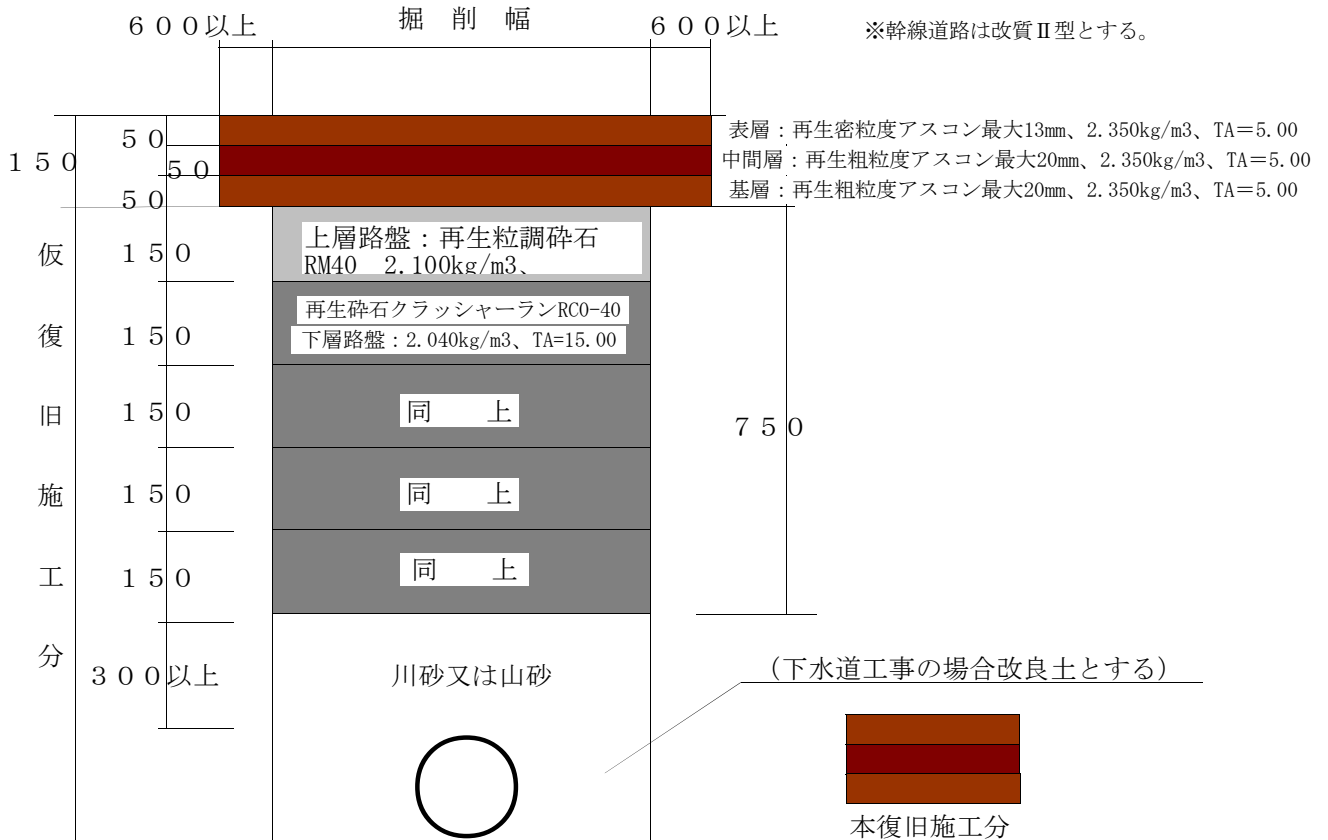 ６００以上
掘　削　幅
６００以上
※幹線道路は改質Ⅱ型とする。
１５０
５０
５０
５０
表層：再生密粒度アスコン最大13mm、2.350kg/m3、TA＝5.00
中間層：再生粗粒度アスコン最大20mm、2.350kg/m3、TA＝5.00
基層：再生粗粒度アスコン最大20mm、2.350kg/m3、TA＝5.00
仮復旧施工分
１５０
上層路盤：再生粒調砕石
RM40　2.100kg/m3、
１５０
再生砕石クラッシャーランRC0-40
下層路盤：2.040kg/m3、TA=15.00
１５０
同　　上
７５０
１５０
同　　上
１５０
同　　上
３００以上
川砂又は山砂
（下水道工事の場合改良土とする）
本復旧施工分